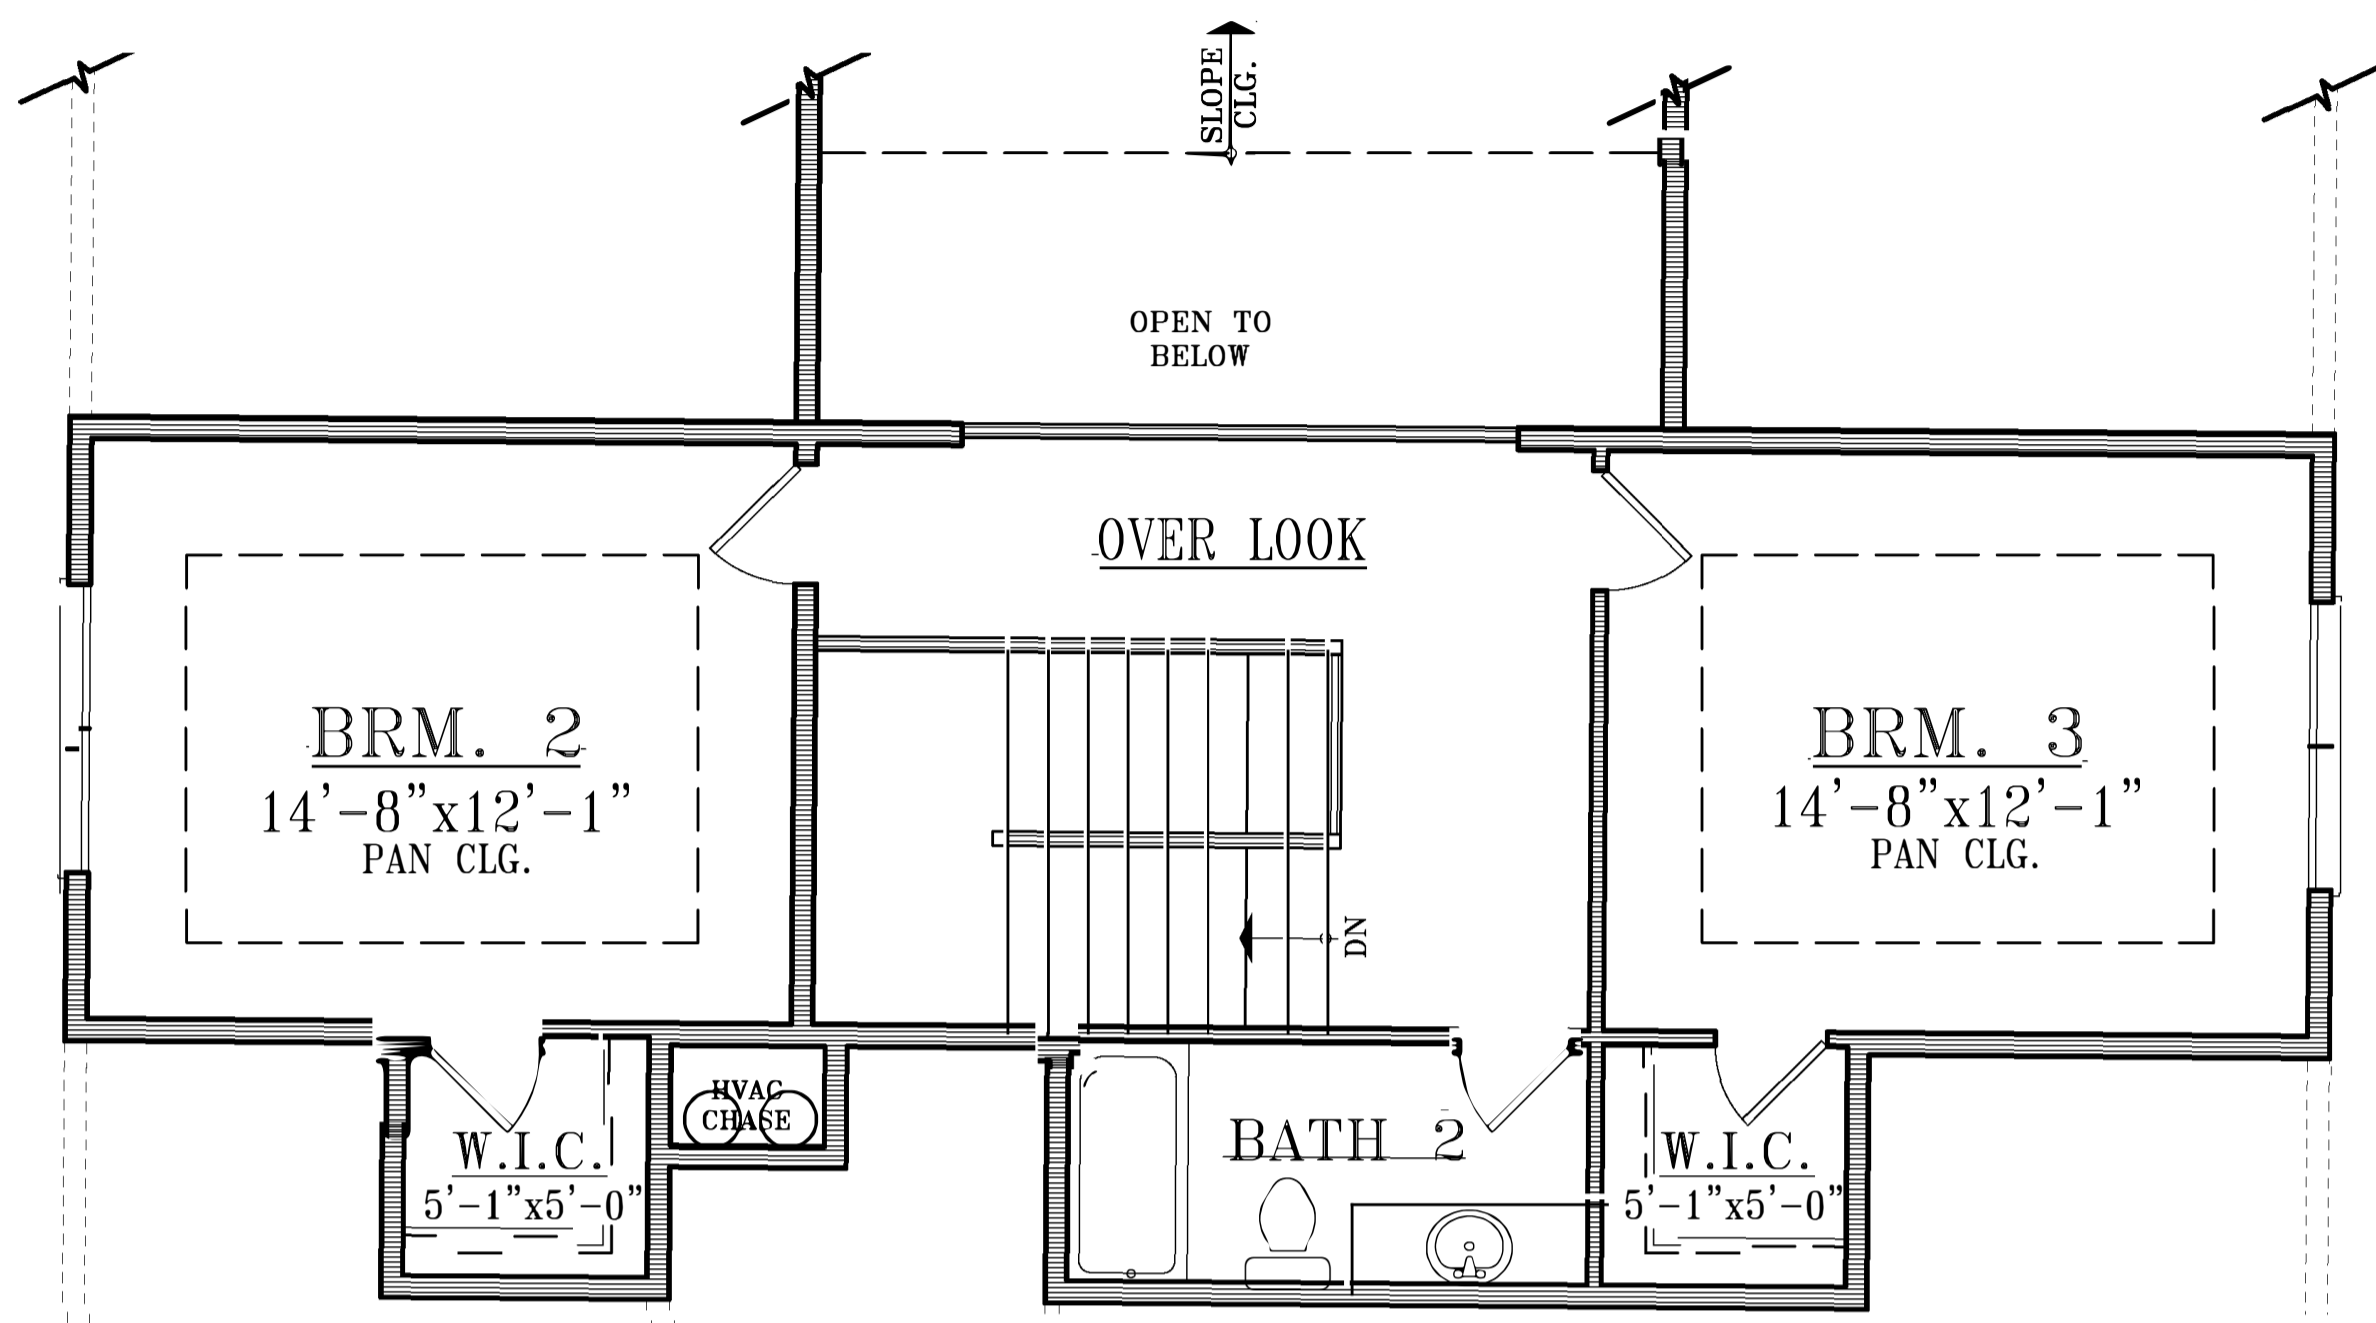 SLOPE
CLG.
OPEN TO
BELOW
OVER LOOK
BRM. 2
14'-8"x12'-1"
PAN CLG.
BRM. 3
14'-8"x12'-1"
PAN CLG.
DN
HVAC
CHASE
W.I.C.
5'-1"x5'-0"
BATH 2
W.I.C.
5'-1"x5'-0"